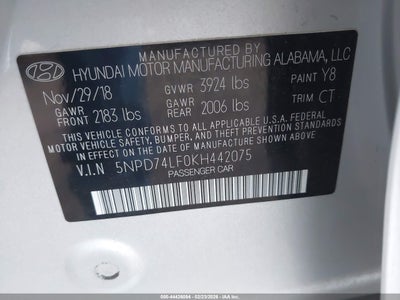 MANUFACTURED BY
HYUNDAI MOTOR MANUFACTURING ALABAMA, LLC
Nov/29/18 GVWR 3924 lbs PAINT Y8
GAWR FRONT 2183 lbs GAWR REAR 2006 lbs TRIM CT
THIS VEHICLE CONFORMS TO ALL APPLICABLE FEDERAL
MOTOR VEHICLE SAFETY, BUMPER, AND THEFT PREVENTION
STANDARDS IN EFFECT ON THE DATE OF MANUFACTURE SHOWN ABOVE.
V.I.N 5NPD74LF0KH442075
PASSENGER CAR